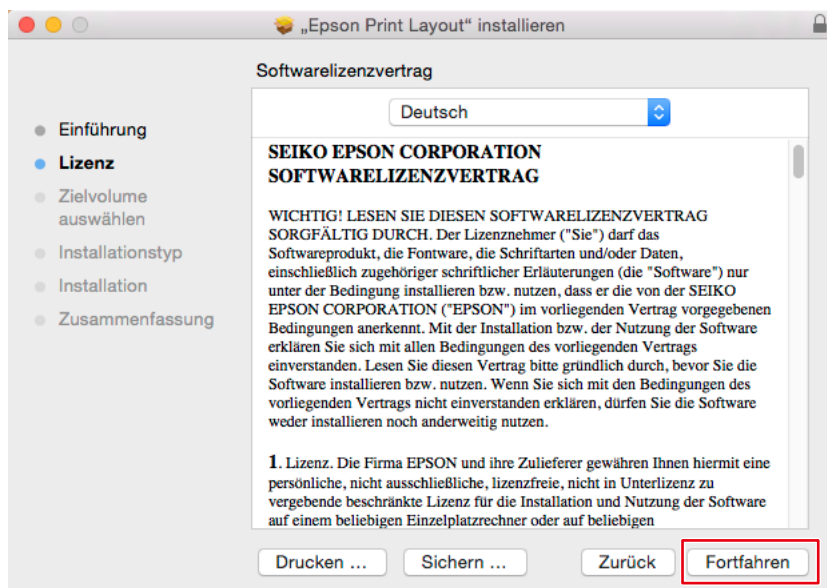 „Epson Print Layout“ installieren
Softwarelizenzvertrag
Einführung
Lizenz
Zielvolume
auswählen
Installationstyp
Installation
Zusammenfassung
Deutsch
SEIKO EPSON CORPORATION
SOFTWARELIZENZVERTRAG
WICHTIG! LESEN SIE DIESEN SOFTWARELIZENZVERTRAG
SORGFÄLTIG DURCH. Der Lizenznehmer ("Sie") darf das
Softwareprodukt, die Fontware, die Schriftarten und/oder Daten,
einschließlich zugehöriger schriftlicher Erläuterungen (die "Software") nur
unter der Bedingung installieren bzw. nutzen, dass er die von der SEIKO
EPSON CORPORATION ("EPSON") im vorliegenden Vertrag vorgegebenen
Bedingungen anerkennt. Mit der Installation bzw. der Nutzung der Software
erklären Sie sich mit allen Bedingungen des vorliegenden Vertrags
einverstanden. Lesen Sie diesen Vertrag bitte gründlich durch, bevor Sie die
Software installieren bzw. nutzen. Wenn Sie sich mit den Bedingungen des
vorliegenden Vertrags nicht einverstanden erklären, dürfen Sie die Software
weder installieren noch anderweitig nutzen.
1. Lizenz. Die Firma EPSON und ihre Zulieferer gewähren Ihnen hiermit eine
persönliche, nicht ausschließliche, lizenzfreie, nicht in Unterlizenz zu
vergebende beschränkte Lizenz für die Installation und Nutzung der Software
auf einem beliebigen Einzelplatzrechner oder auf beliebigen
Drucken ...
Sichern ...
Zurück
Fortfahren